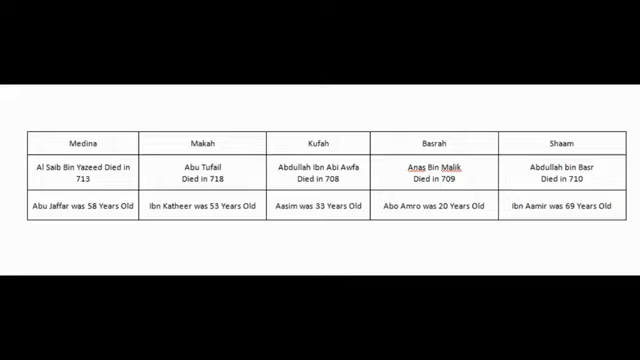 Medina Makah Kufah Basrah Shaam
Al Saib Bin Yazeed Died in 713
Abu Tufail
Died in 718
Abdullah Ibn Abi Awfa
Died in 708
Anas Bin Malik
Died in 709
Abdullah bin Basr
Died in 710
Abu Jaffar was 58 Years Old Ibn Katheer was 53 Years Old Aasim was 33 Years Old Abo Amro was 20 Years Old Ibn Aamir was 69 Years Old